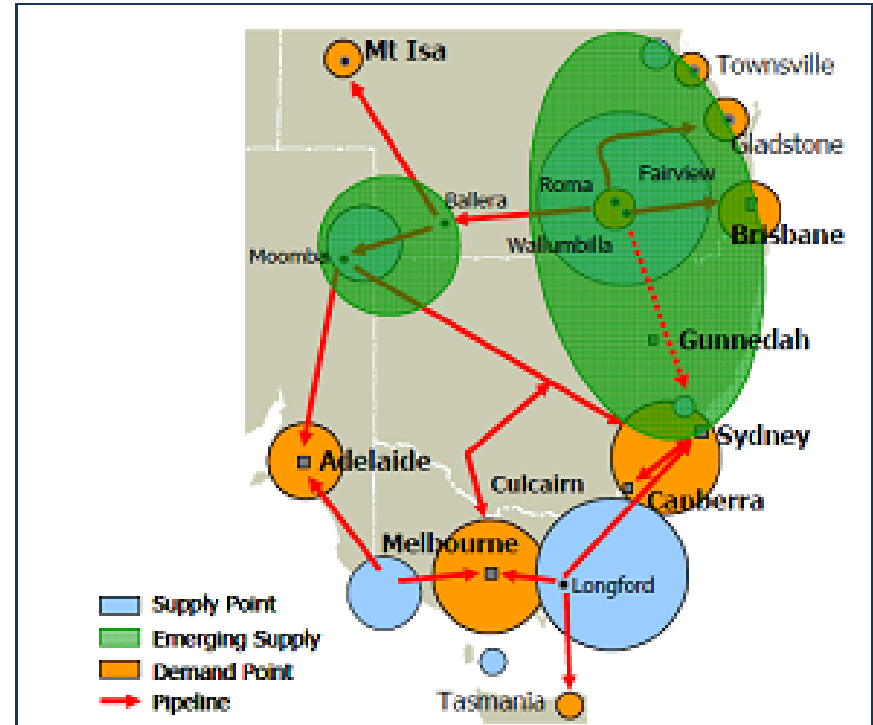 Mt Isa
Townsville
Gladstone
Fairview
Roma
Ballera
Wallumbilla
Brisbane
Moomba
Gunnedah
Sydney
Adelaide
Culcairn
Canberra
Melbourne
Longford
Supply Point
Emerging Supply
Demand Point
Pipeline
Tasmania